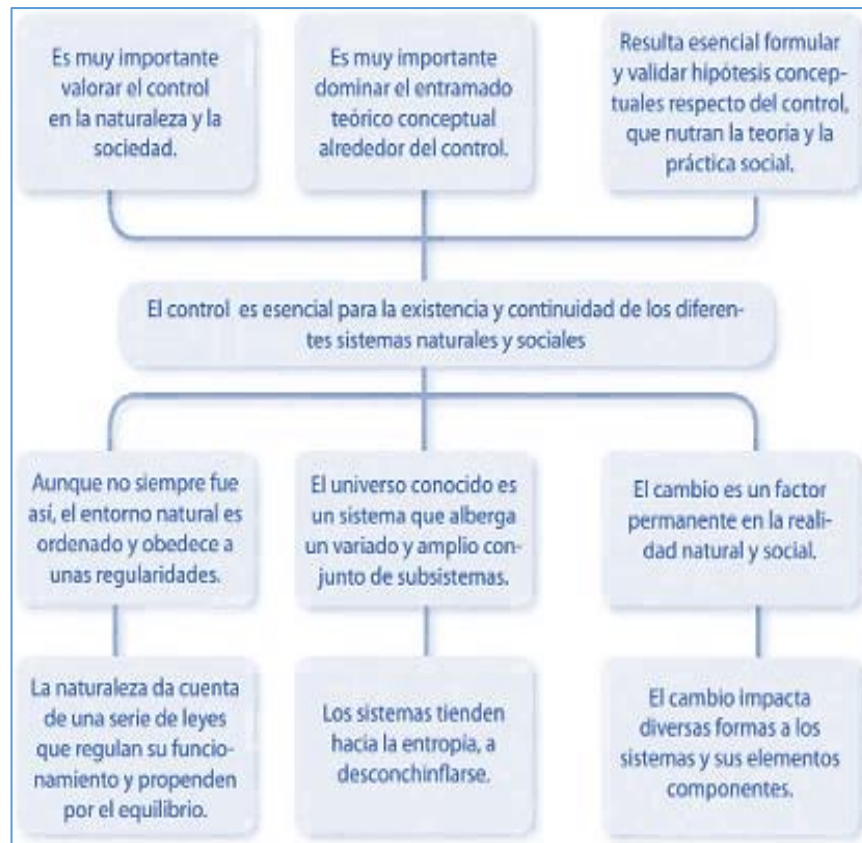 Es muy importante
valorar el control
en la naturaleza y la
sociedad.
Es muy importante
dominar el entramado
teórico conceptual
alrededor del control.
Resulta esencial formular
y validar hipótesis concep-
tuales respecto del control,
que nutran la teoría y la
práctica social.
El control es esencial para la existencia y continuidad de los diferen-
tes sistemas naturales y sociales
Aunque no siempre fue
así, el entorno natural es
ordenado y obedece a
unas regularidades.
El universo conocido es
un sistema que alberga
un variado y amplio con-
junto de subsistemas.
El cambio es un factor
permanente en la reali-
dad natural y social.
La naturaleza da cuenta
de una serie de leyes
que regulan su funcio-
namiento y propenden
por el equilibrio.
Los sistemas tienden
hacia la entropía, a
desconchinflarse.
El cambio impacta
diversas formas a los
sistemas y sus elementos
componentes.